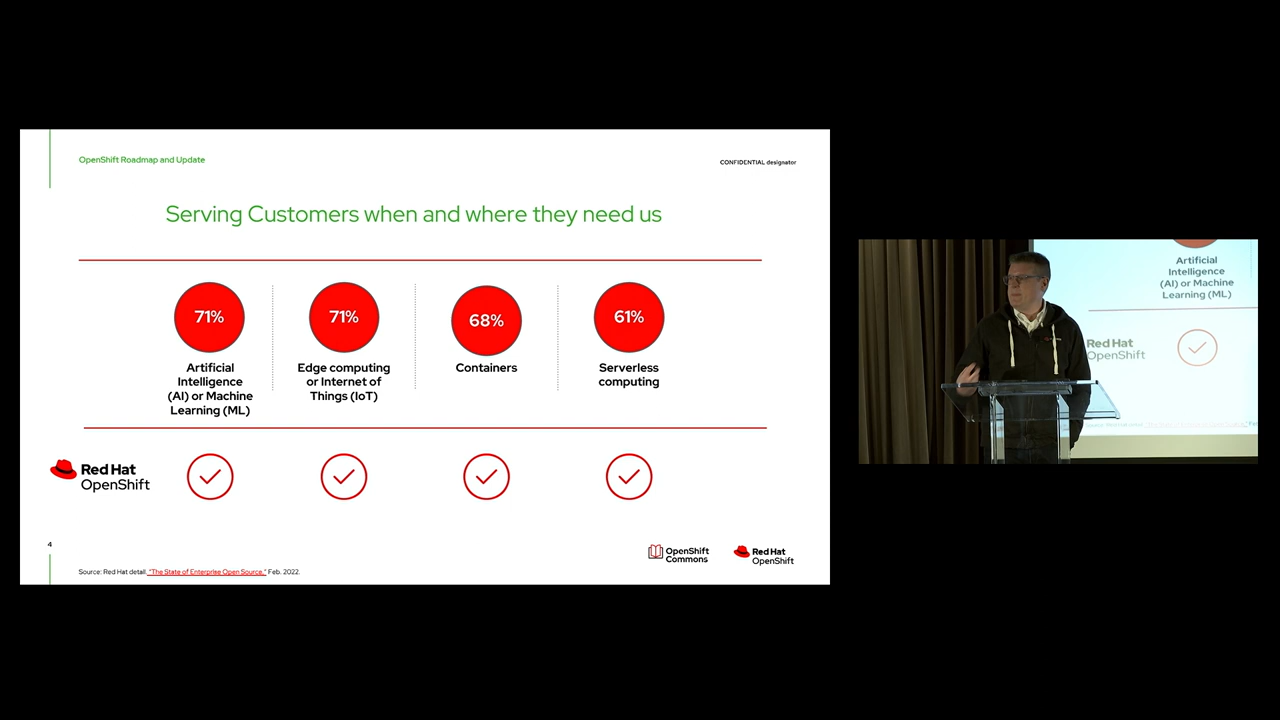 OpenShift Roadmap and Update
CONFIDENTIAL designator
Serving Customers when and where they need us
71%
71%
68%
61%
Artificial
Intelligence
(AI) or Machine
Learning (ML)
Edge computing
or Internet of
Things (IoT)
Containers
Serverless
computing
Red Hat
OpenShift
4
OpenShift
Commons
Red Hat
OpenShift
Source: Red Hat detail, "The State of Enterprise Open Source," Feb. 2022.
Artificial
Intelligence
(AI) or Machine
Learning (ML)
Red Hat
OpenShift